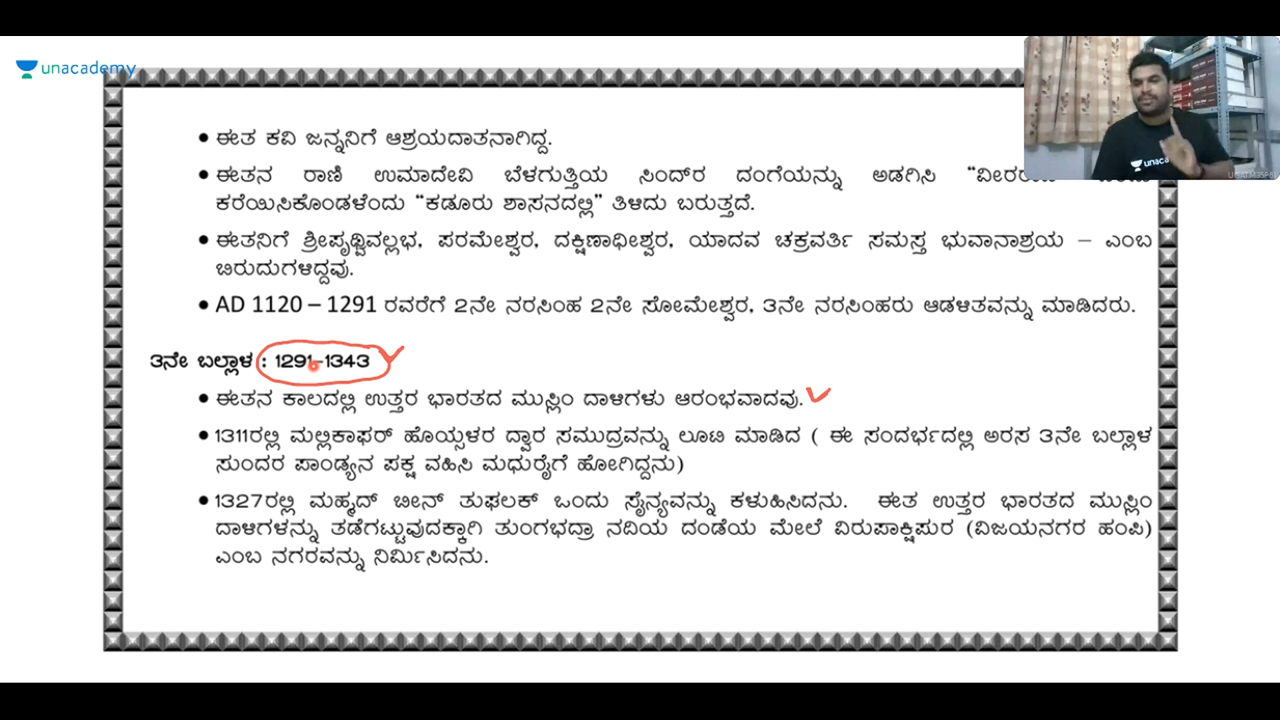 unacademy
• ಈತ ಕವಿ ಜನ್ನನಿಗೆ ಆಶ್ರಯದಾತನಾಗಿದ್ದ.
• ಈತನ ರಾಣಿ ಉಮಾದೇವಿ ಬೆಳಗುತ್ತಿಯ ಸಿಂದ್‌ರ ದಂಗೆಯನ್ನು ಅಡಗಿಸಿ
ಕರೆಯಿಸಿಕೊಂಡಳೆಂದು “ಕಡೂರು ಶಾಸನದಲ್ಲಿ” ತಿಳಿದು ಬರುತ್ತದೆ.
• ಈತನಿಗೆ ಶ್ರೀಪೃಥ್ವಿವಲ್ಲಭ, ಪರಮೇಶ್ವರ, ದಕ್ಷಿಣಾಧೀಶ್ವರ, ಯಾದವ ಚಕ್ರವರ್ತಿ ಸಮಸ್ತ ಭುವಾನಾಶ್ರಯ – ಎಂಬ
ಬಿರುದುಗಳಿದ್ದವು.
• AD 1120 – 1291 ರವರೆಗೆ 2ನೇ ನರಸಿಂಹ 2ನೇ ಸೋಮೇಶ್ವರ, 3ನೇ ನರಸಿಂಹರು ಆಡಳಿತವನ್ನು ಮಾಡಿದರು.
3ನೇ ಬಲ್ಲಾಳ : 1291-1343
• ಈತನ ಕಾಲದಲ್ಲಿ ಉತ್ತರ ಭಾರತದ ಮುಸ್ಲಿಂ ದಾಳಿಗಳು ಆರಂಭವಾದವು.
• 1311ರಲ್ಲಿ ಮಲ್ಲಿಕಾಫರ್ ಹೊಯ್ಸಳರ ದ್ವಾರ ಸಮುದ್ರವನ್ನು ಲೂಟಿ ಮಾಡಿದ ( ಈ ಸಂದರ್ಭದಲ್ಲಿ ಅರಸ 3ನೇ ಬಲ್ಲಾಳ
ಸುಂದರ ಪಾಂಡ್ಯನ ಪಕ್ಷ ವಹಿಸಿ ಮಧುರೈಗೆ ಹೋಗಿದ್ದನು)
• 1327ರಲ್ಲಿ ಮಹ್ಮದ್ ಬೀನ್ ತುಘಲಕ್ ಒಂದು ಸೈನ್ಯವನ್ನು ಕಳುಹಿಸಿದನು. ಈತ ಉತ್ತರ ಭಾರತದ ಮುಸ್ಲಿಂ
ದಾಳಿಗಳನ್ನು ತಡೆಗಟ್ಟುವುದಕ್ಕಾಗಿ ತುಂಗಭದ್ರಾ ನದಿಯ ದಂಡೆಯ ಮೇಲೆ ವಿರುಪಾಕ್ಷಿಪುರ (ವಿಜಯನಗರ ಹಂಪಿ)
ಎಂಬ ನಗರವನ್ನು ನಿರ್ಮಿಸಿದನು.